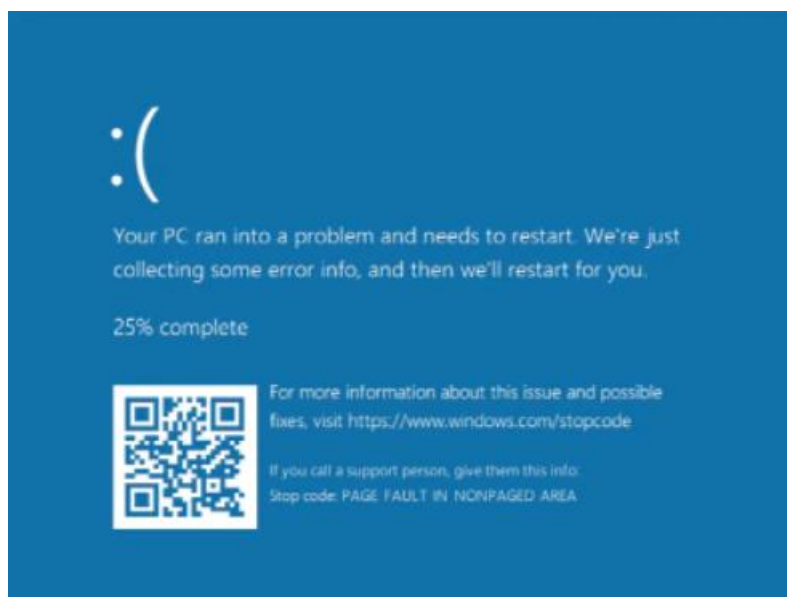 :(
Your PC ran into a problem and needs to restart. We're just
collecting some error info, and then we'll restart for you.
25% complete
For more information about this issue and possible
fixes, visit https://www.windows.com/stopcode
If you call a support person, give them this info:
Stop code: PAGE FAULT IN NONPAGED AREA